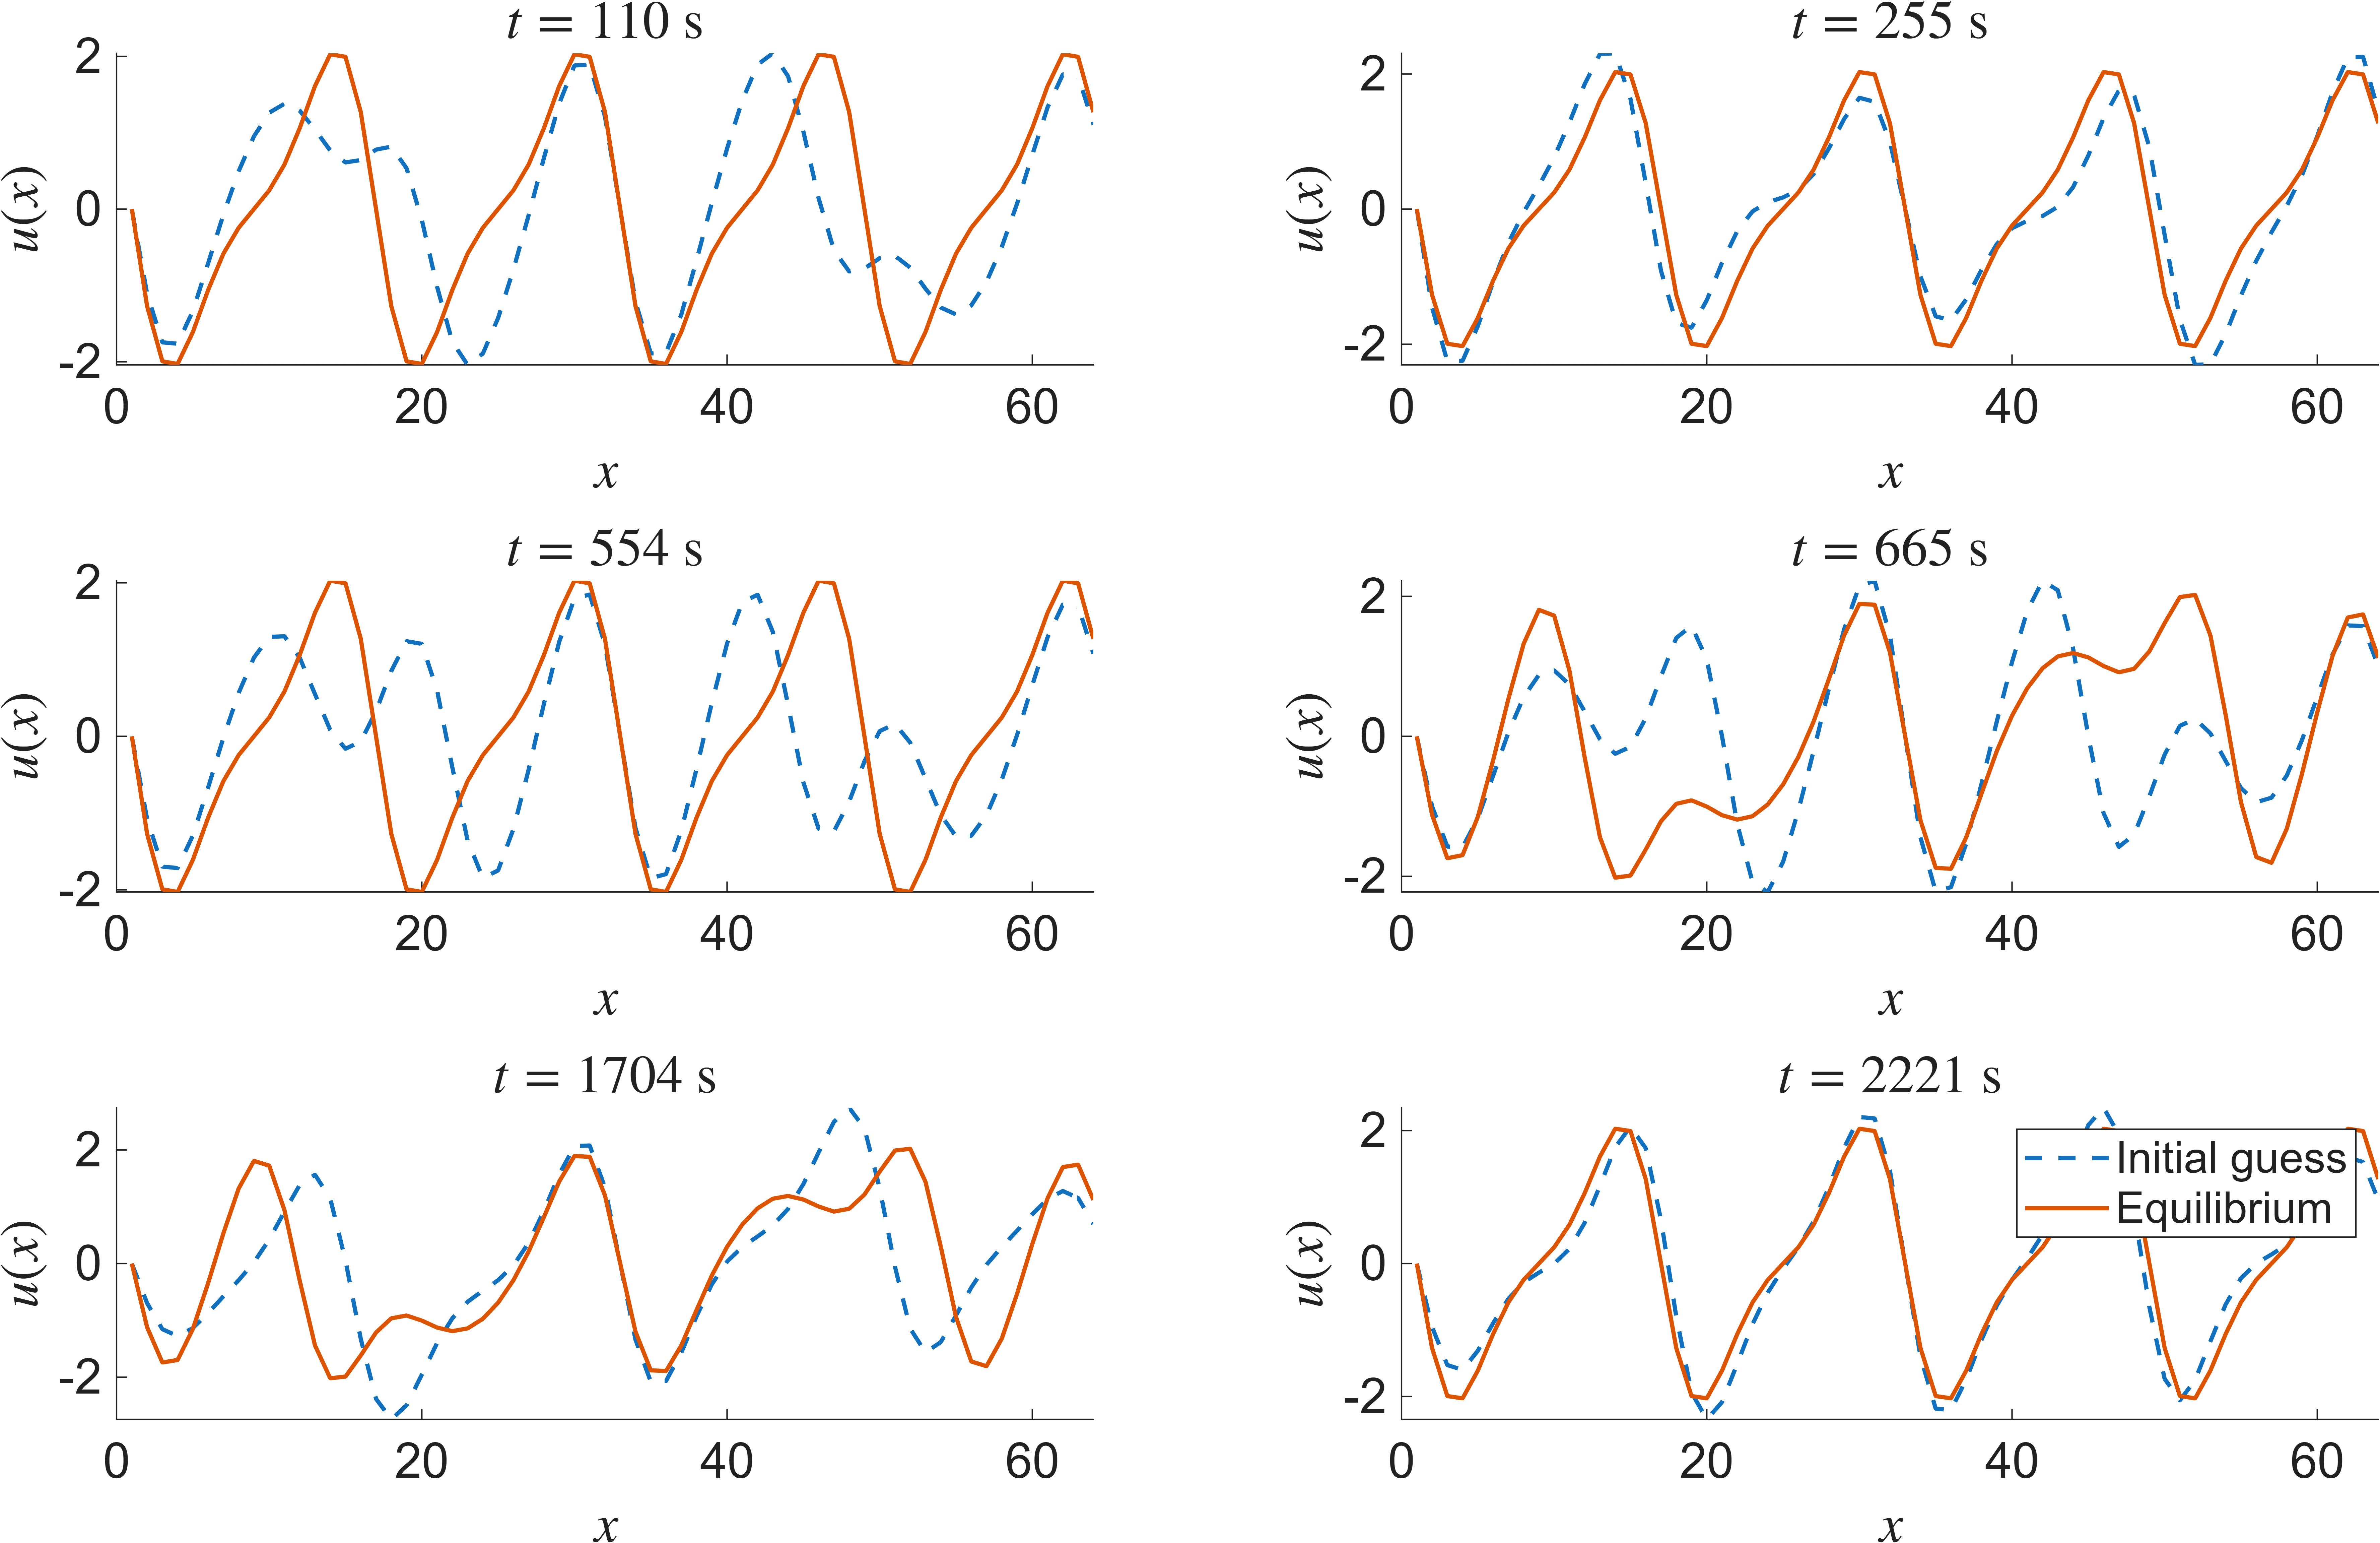 t = 110 s
t = 255 s
2
0
-2
u(x)
0 20 40 60
x
2
0
-2
u(x)
0 20 40 60
x
t = 554 s
t = 665 s
2
0
-2
u(x)
0 20 40 60
x
2
0
-2
u(x)
0 20 40 60
x
t = 1704 s
t = 2221 s
2
0
-2
u(x)
0 20 40 60
x
2
0
-2
u(x)
Initial guess
Equilibrium
0 20 40 60
x